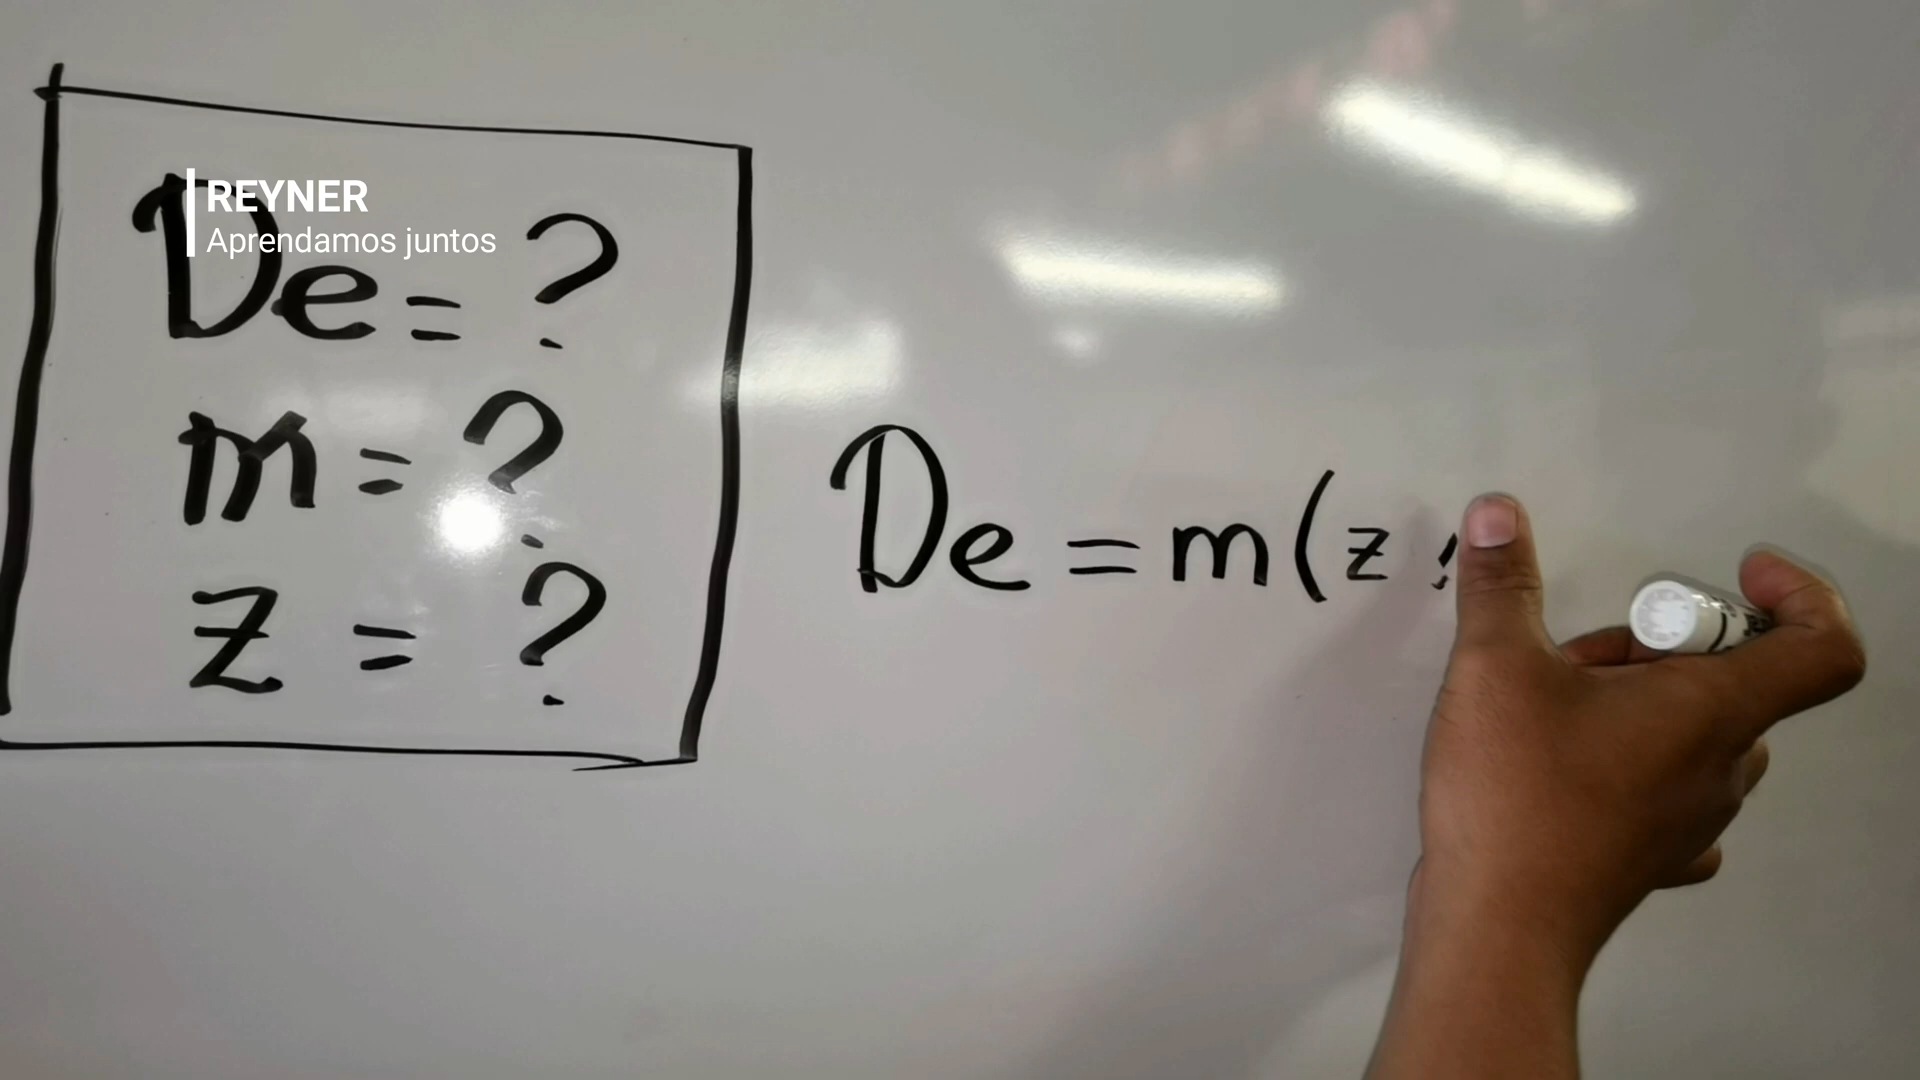 REYNER
Aprendamos juntos
De = ?
m = ?
z = ?
De = m(z